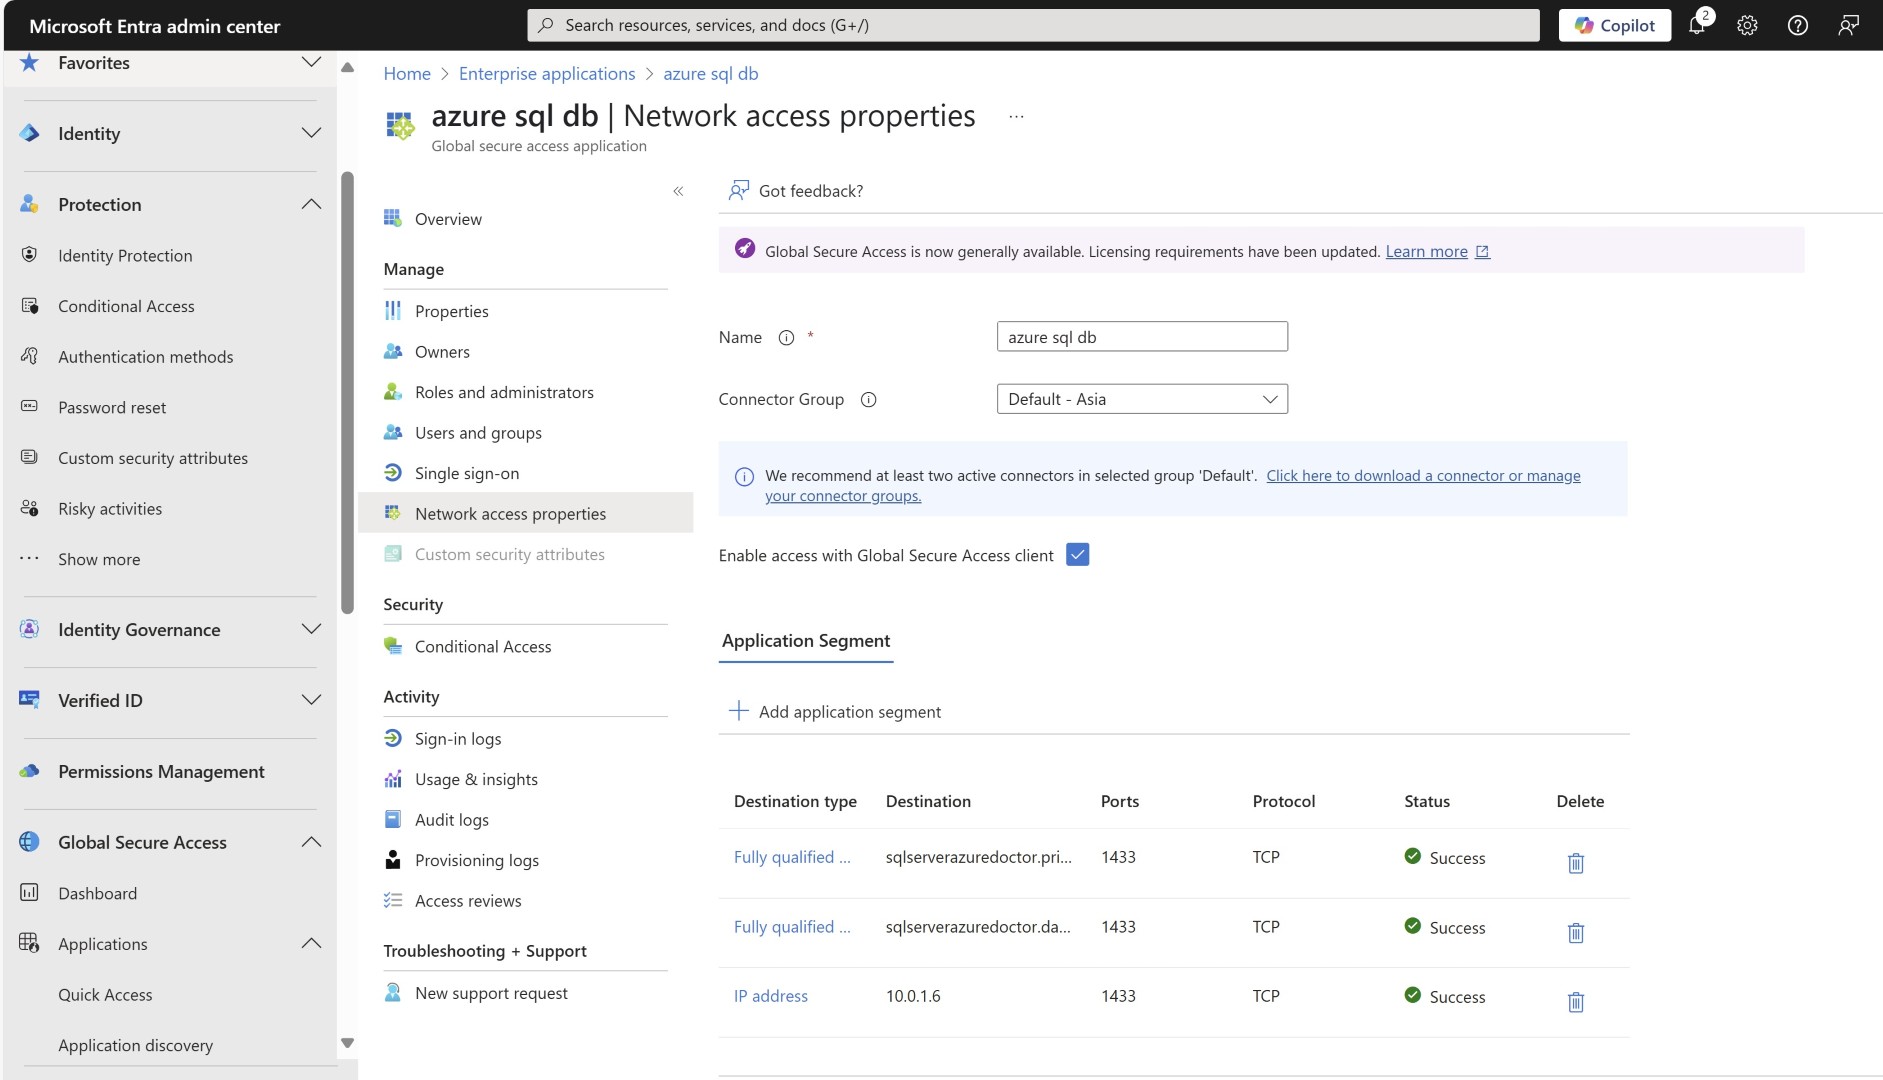 Microsoft Entra admin center
Search resources, services, and docs (G+/)
Copilot
2
Favorites
Identity
Protection
Identity Protection
Conditional Access
Authentication methods
Password reset
Custom security attributes
Risky activities
Show more
Identity Governance
Verified ID
Permissions Management
Global Secure Access
Dashboard
Applications
Quick Access
Application discovery
Home > Enterprise applications > azure sql db
azure sql db | Network access properties ...
Global secure access application
Overview
Manage
Properties
Owners
Roles and administrators
Users and groups
Single sign-on
Network access properties
Custom security attributes
Security
Conditional Access
Activity
Sign-in logs
Usage & insights
Audit logs
Provisioning logs
Access reviews
Troubleshooting + Support
New support request
Got feedback?
Global Secure Access is now generally available. Licensing requirements have been updated. Learn more
Name *
azure sql db
Connector Group
Default - Asia
We recommend at least two active connectors in selected group 'Default'. Click here to download a connector or manage
your connector groups.
Enable access with Global Secure Access client
Application Segment
Add application segment
Destination type Destination Ports Protocol Status Delete
Fully qualified ... sqlserverazuredoctor.pri... 1433 TCP Success
Fully qualified ... sqlserverazuredoctor.da... 1433 TCP Success
IP address 10.0.1.6 1433 TCP Success